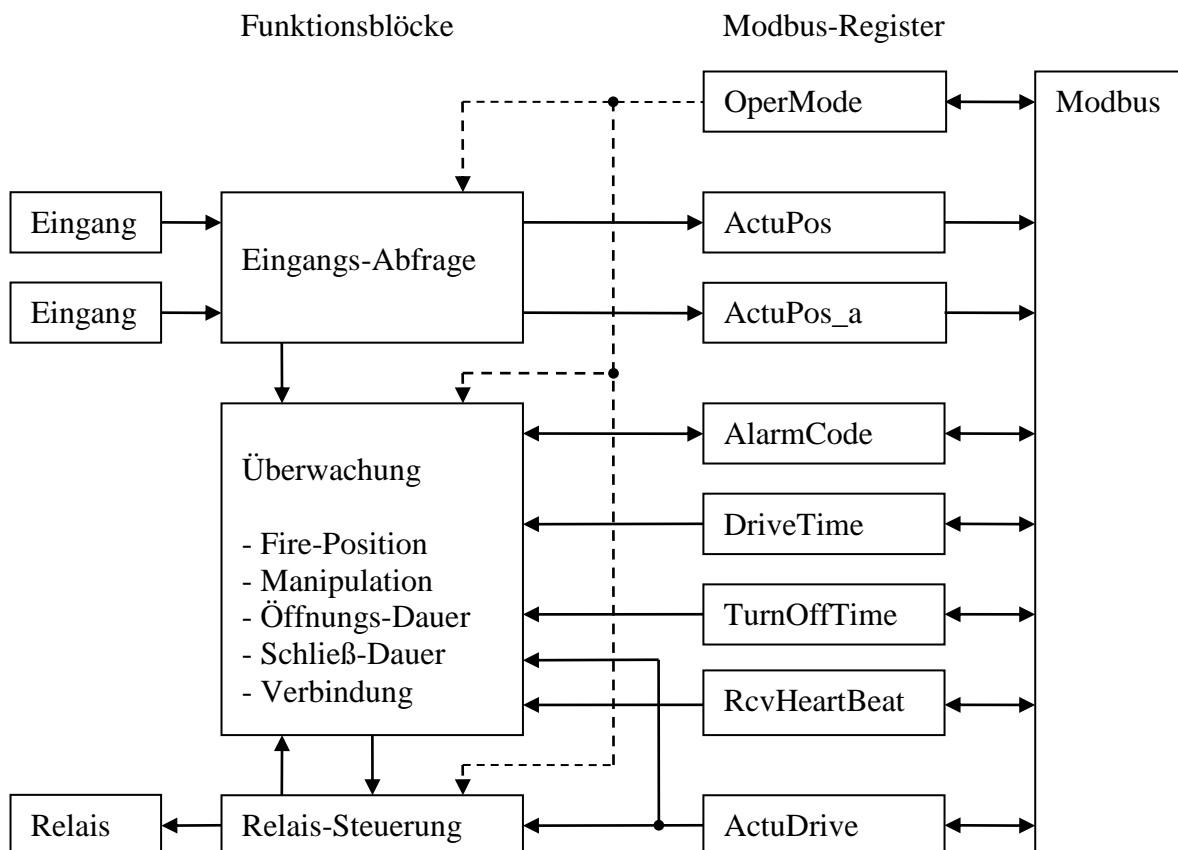 Funktionsblöcke
Modbus-Register
OperMode
Modbus
Eingang
Eingangs-Abfrage
ActuPos
Eingang
ActuPos_a
Überwachung
- Fire-Position
- Manipulation
- Öffnungs-Dauer
- Schließ-Dauer
- Verbindung
AlarmCode
DriveTime
TurnOffTime
RcvHeartBeat
Relais
Relais-Steuerung
ActuDrive